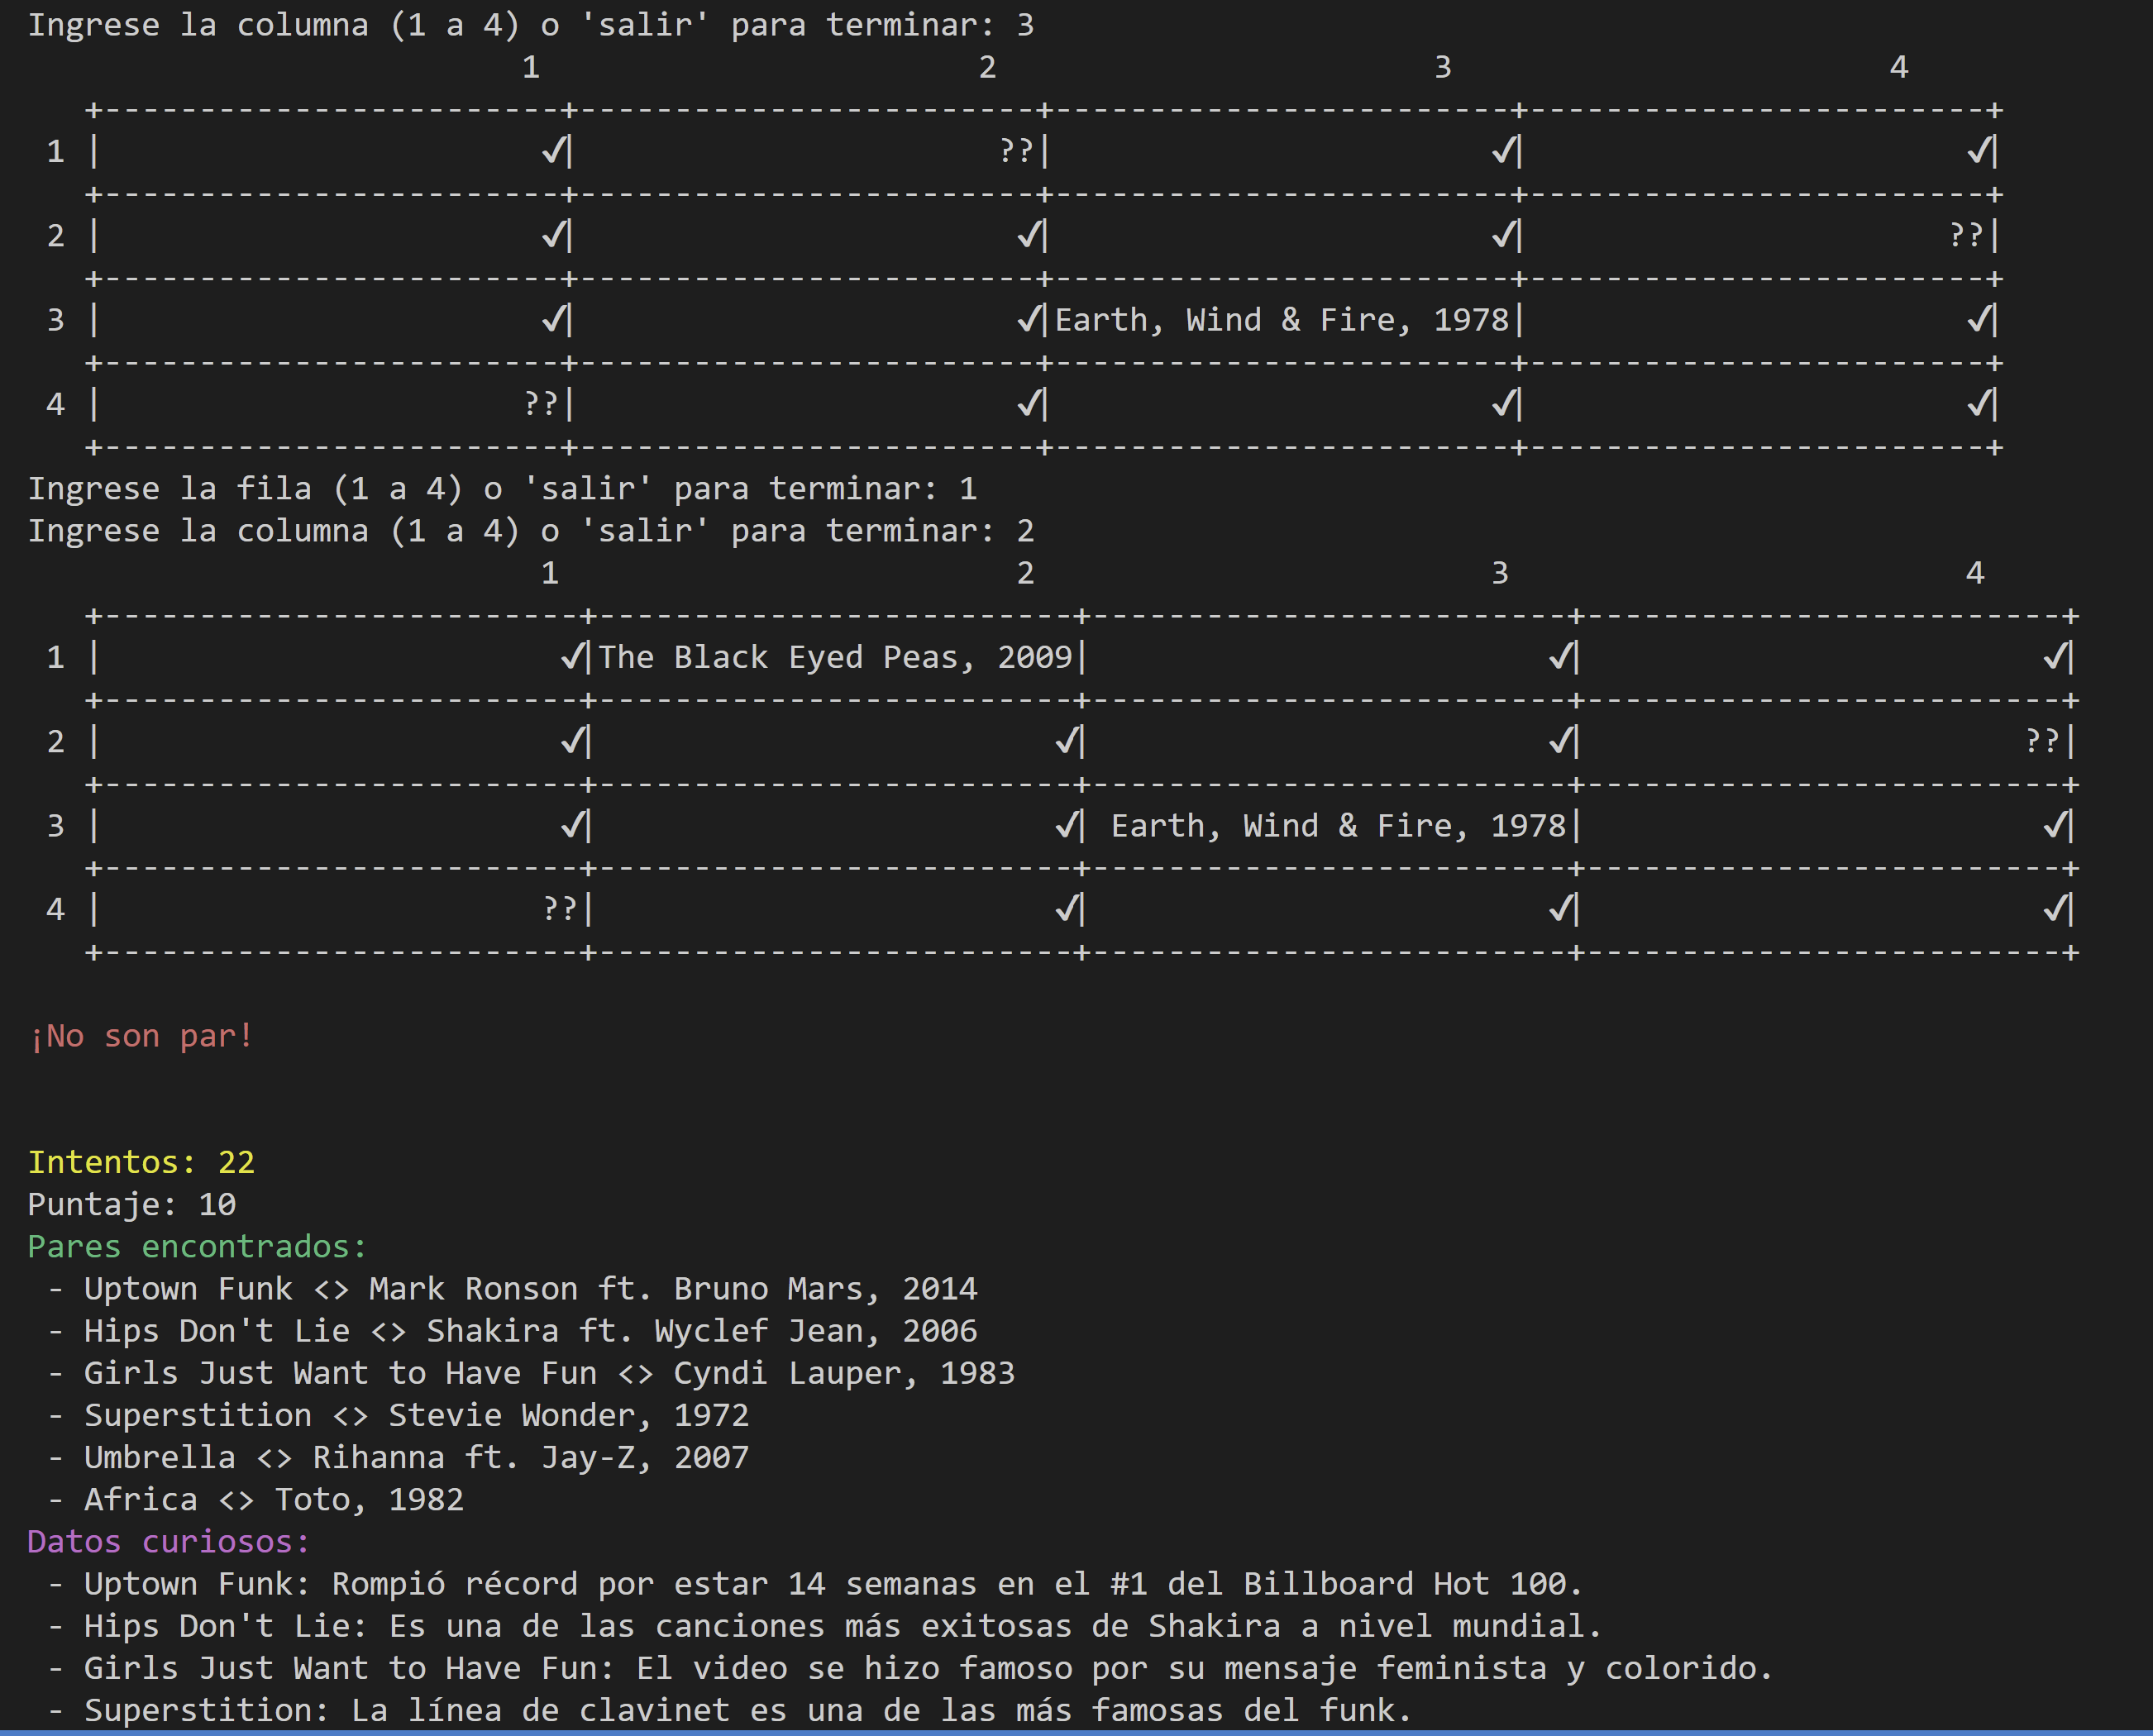 Ingrese la columna (1 a 4) o 'salir' para terminar: 3
                          1                       2                       3                       4
   +------------------------+------------------------+------------------------+------------------------+
 1 |                       ✓|                      ??|                       ✓|                       ✓|
   +------------------------+------------------------+------------------------+------------------------+
 2 |                       ✓|                       ✓|                       ✓|                      ??|
   +------------------------+------------------------+------------------------+------------------------+
 3 |                       ✓|                       ✓|Earth, Wind & Fire, 1978|                       ✓|
   +------------------------+------------------------+------------------------+------------------------+
 4 |                      ??|                       ✓|                       ✓|                       ✓|
   +------------------------+------------------------+------------------------+------------------------+
Ingrese la fila (1 a 4) o 'salir' para terminar: 1
Ingrese la columna (1 a 4) o 'salir' para terminar: 2
                           1                        2                        3                        4
   +-------------------------+-------------------------+-------------------------+-------------------------+
 1 |                        ✓|The Black Eyed Peas, 2009|                        ✓|                        ✓|
   +-------------------------+-------------------------+-------------------------+-------------------------+
 2 |                        ✓|                        ✓|                        ✓|                       ??|
   +-------------------------+-------------------------+-------------------------+-------------------------+
 3 |                        ✓|                        ✓| Earth, Wind & Fire, 1978|                        ✓|
   +-------------------------+-------------------------+-------------------------+-------------------------+
 4 |                       ??|                        ✓|                        ✓|                        ✓|
   +-------------------------+-------------------------+-------------------------+-------------------------+
¡No son par!
Intentos: 22
Puntaje: 10
Pares encontrados:
 - Uptown Funk <> Mark Ronson ft. Bruno Mars, 2014
 - Hips Don't Lie <> Shakira ft. Wyclef Jean, 2006
 - Girls Just Want to Have Fun <> Cyndi Lauper, 1983
 - Superstition <> Stevie Wonder, 1972
 - Umbrella <> Rihanna ft. Jay-Z, 2007
 - Africa <> Toto, 1982
Datos curiosos:
 - Uptown Funk: Rompió récord por estar 14 semanas en el #1 del Billboard Hot 100.
 - Hips Don't Lie: Es una de las canciones más exitosas de Shakira a nivel mundial.
 - Girls Just Want to Have Fun: El video se hizo famoso por su mensaje feminista y colorido.
 - Superstition: La línea de clavinet es una de las más famosas del funk.